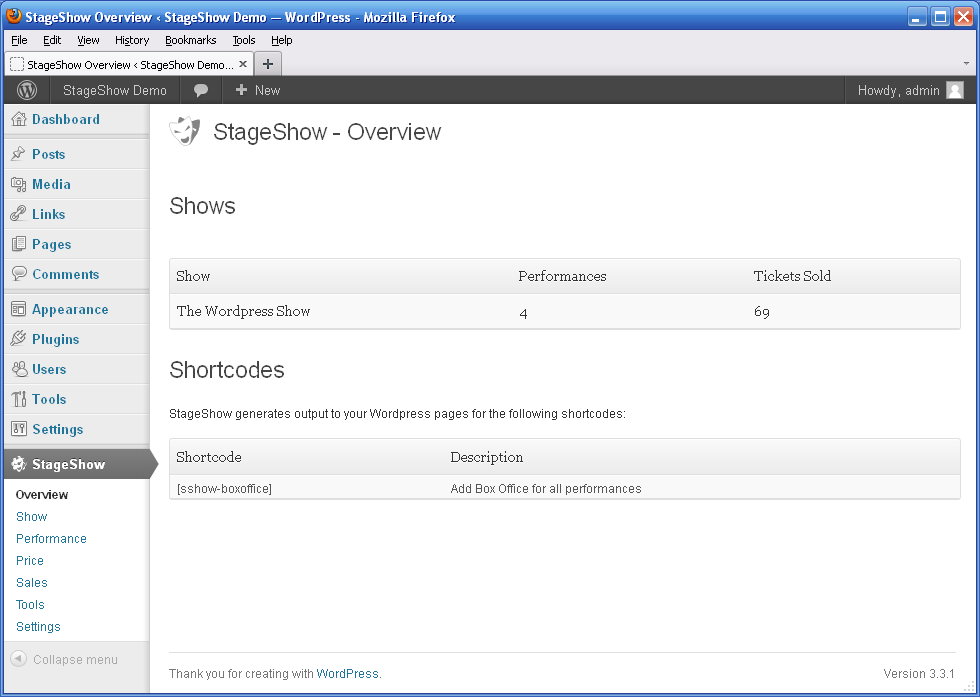 StageShow Overview ‹ StageShow Demo — WordPress - Mozilla Firefox
File Edit View History Bookmarks Tools Help
StageShow Overview ‹ StageShow Demo...
StageShow Demo New Howdy, admin
Dashboard
Posts
Media
Links
Pages
Comments
Appearance
Plugins
Users
Tools
Settings
StageShow
Overview
Show
Performance
Price
Sales
Tools
Settings
Collapse menu
StageShow - Overview
Shows
Show Performances Tickets Sold
The Wordpress Show 4 69
Shortcodes
StageShow generates output to your Wordpress pages for the following shortcodes:
Shortcode Description
[sshow-boxoffice] Add Box Office for all performances
Thank you for creating with WordPress. Version 3.3.1